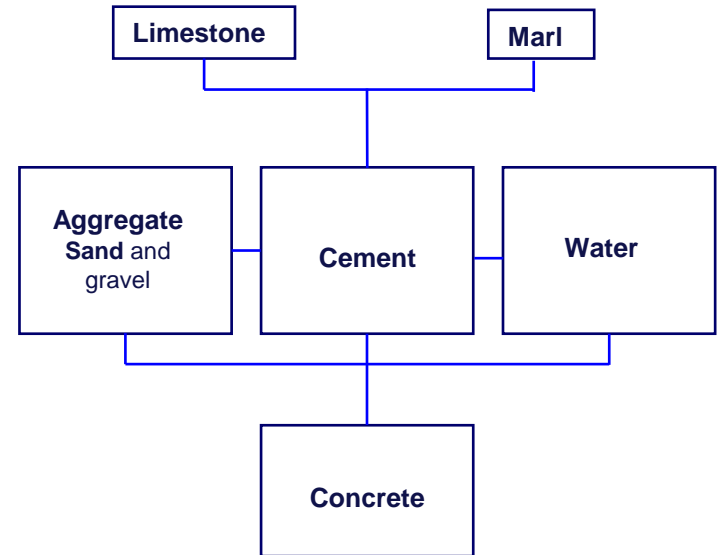 Limestone
Marl
Aggregate
Sand and
gravel
Cement
Water
Concrete